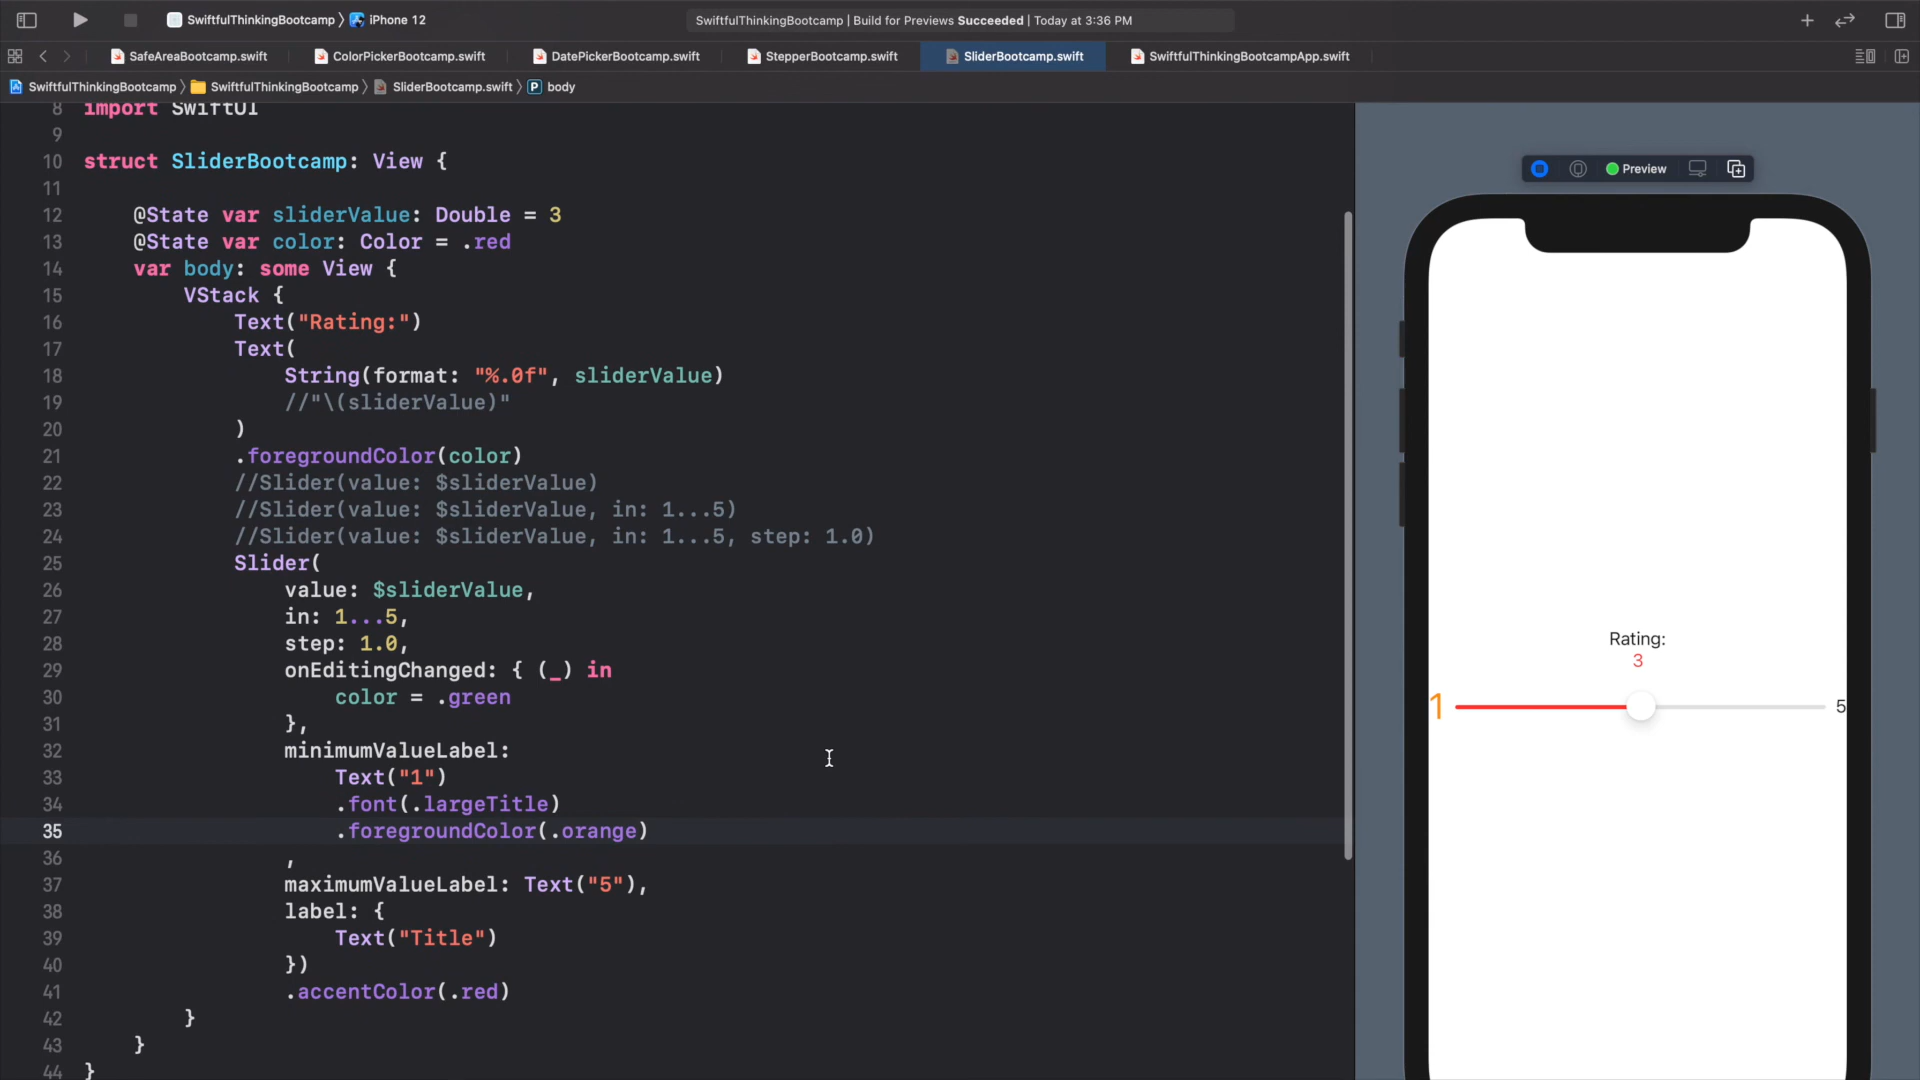 SwiftfulThinkingBootcamp 〉 iPhone 12
SwiftfulThinkingBootcamp | Build for Previews Succeeded | Today at 3:36 PM
SafeAreaBootcamp.swift
ColorPickerBootcamp.swift
DatePickerBootcamp.swift
StepperBootcamp.swift
SliderBootcamp.swift
SwiftfulThinkingBootcampApp.swift
SwiftfulThinkingBootcamp 〉 SwiftfulThinkingBootcamp 〉 SliderBootcamp.swift 〉 P body
8 import SwiftUI
9
10 struct SliderBootcamp: View {
11
12 @State var sliderValue: Double = 3
13 @State var color: Color = .red
14 var body: some View {
15 VStack {
16 Text("Rating:")
17 Text(
18 String(format: "%.0f", sliderValue)
19 //"\(sliderValue)"
20 )
21 .foregroundColor(color)
22 //Slider(value: $sliderValue)
23 //Slider(value: $sliderValue, in: 1...5)
24 //Slider(value: $sliderValue, in: 1...5, step: 1.0)
25 Slider(
26 value: $sliderValue,
27 in: 1...5,
28 step: 1.0,
29 onEditingChanged: { (_) in
30 color = .green
31 },
32 minimumValueLabel:
33 Text("1")
34 .font(.largeTitle)
35 .foregroundColor(.orange)
36 ,
37 maximumValueLabel: Text("5"),
38 label: {
39 Text("Title")
40 })
41 .accentColor(.red)
42 }
43 }
44 }
Preview
Rating:
3
1 5